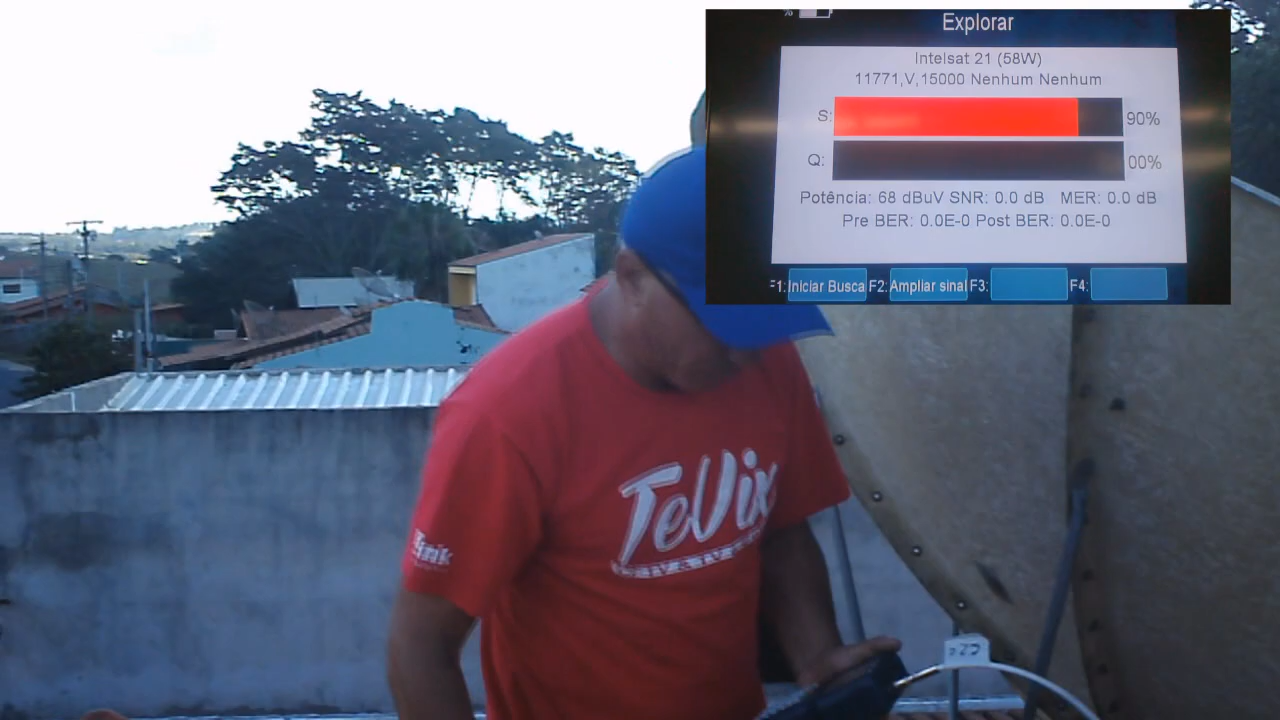 %
Explorar
Intelsat 21 (58W)
11771,V,15000 Nenhum Nenhum
S: 90%
Q: 00%
Potência: 68 dBuV SNR: 0.0 dB MER: 0.0 dB
Pre BER: 0.0E-0 Post BER: 0.0E-0
F1: Iniciar Busca F2: Ampliar sinal F3: F4:
TeVix